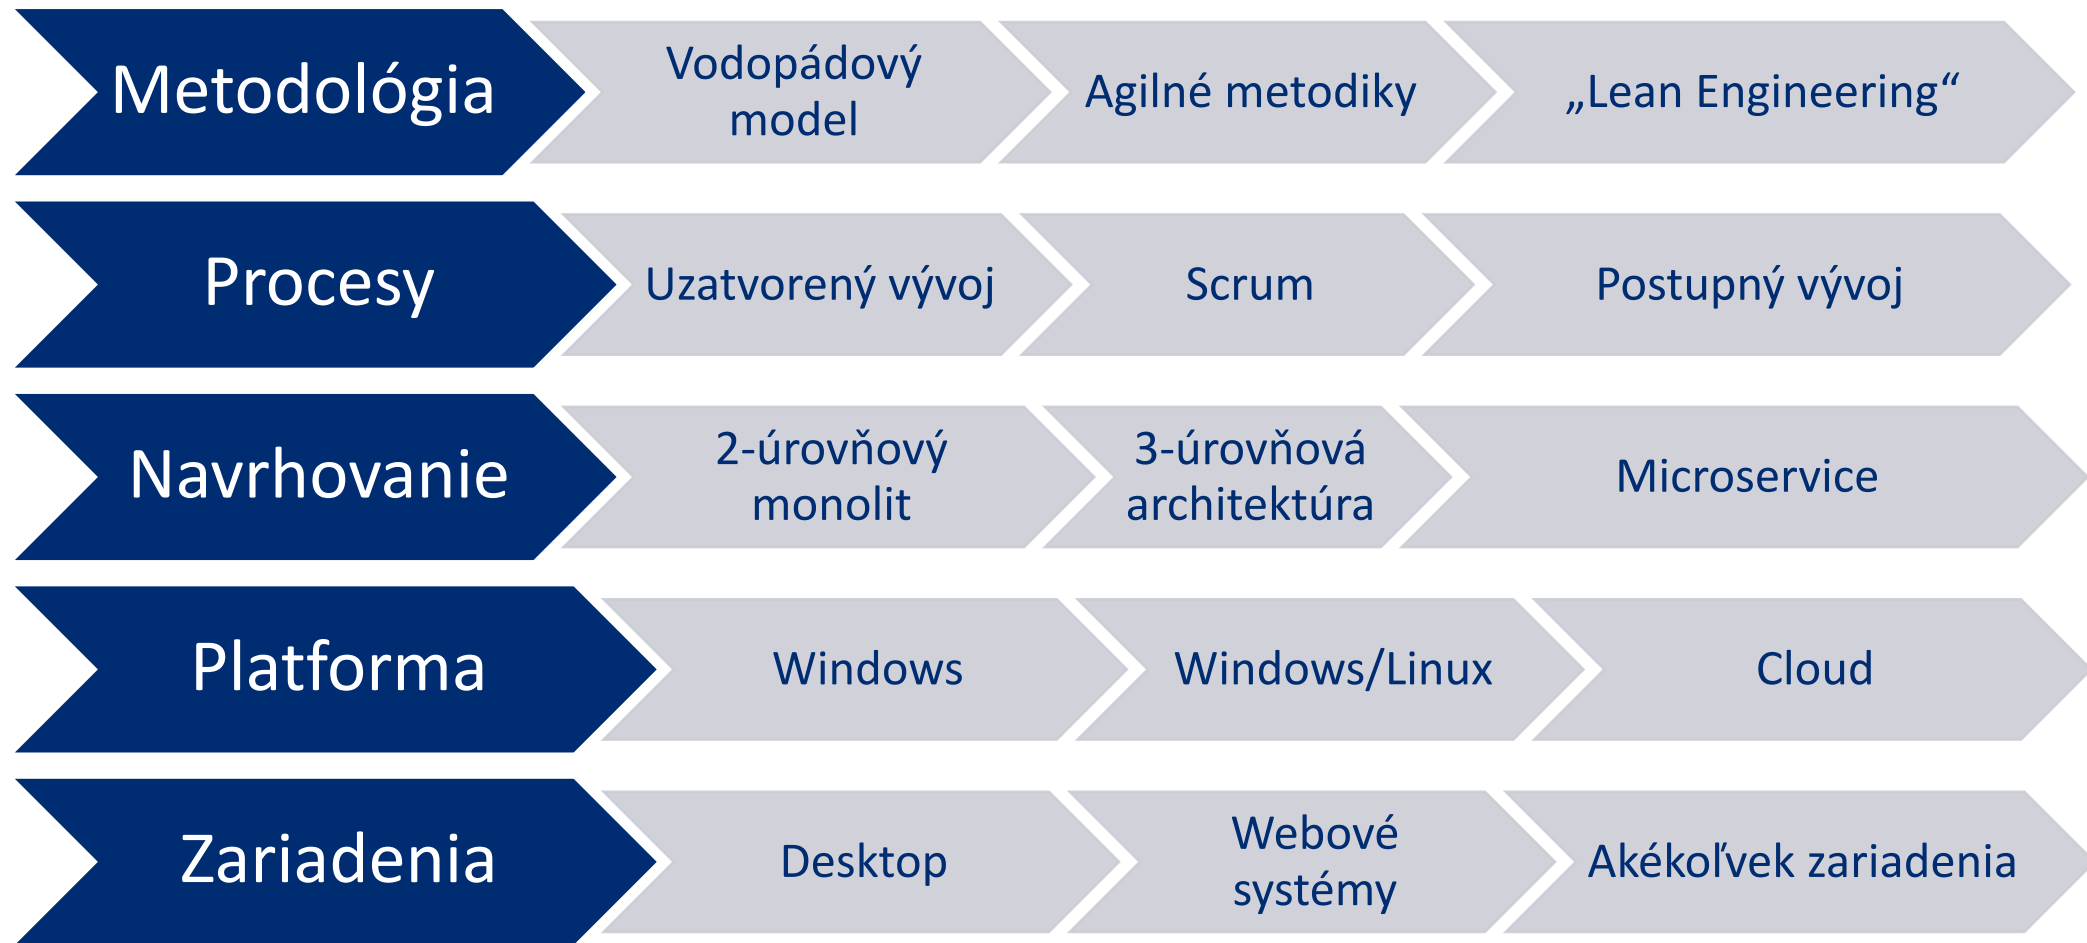 Metodológia
Vodopádový
model
Agilné metodiky
„Lean Engineering“
Procesy
Uzatvorený vývoj
Scrum
Postupný vývoj
Navrhovanie
2-úrovňový
monolit
3-úrovňová
architektúra
Microservice
Platforma
Windows
Windows/Linux
Cloud
Zariadenia
Desktop
Webové
systémy
Akékoľvek zariadenia